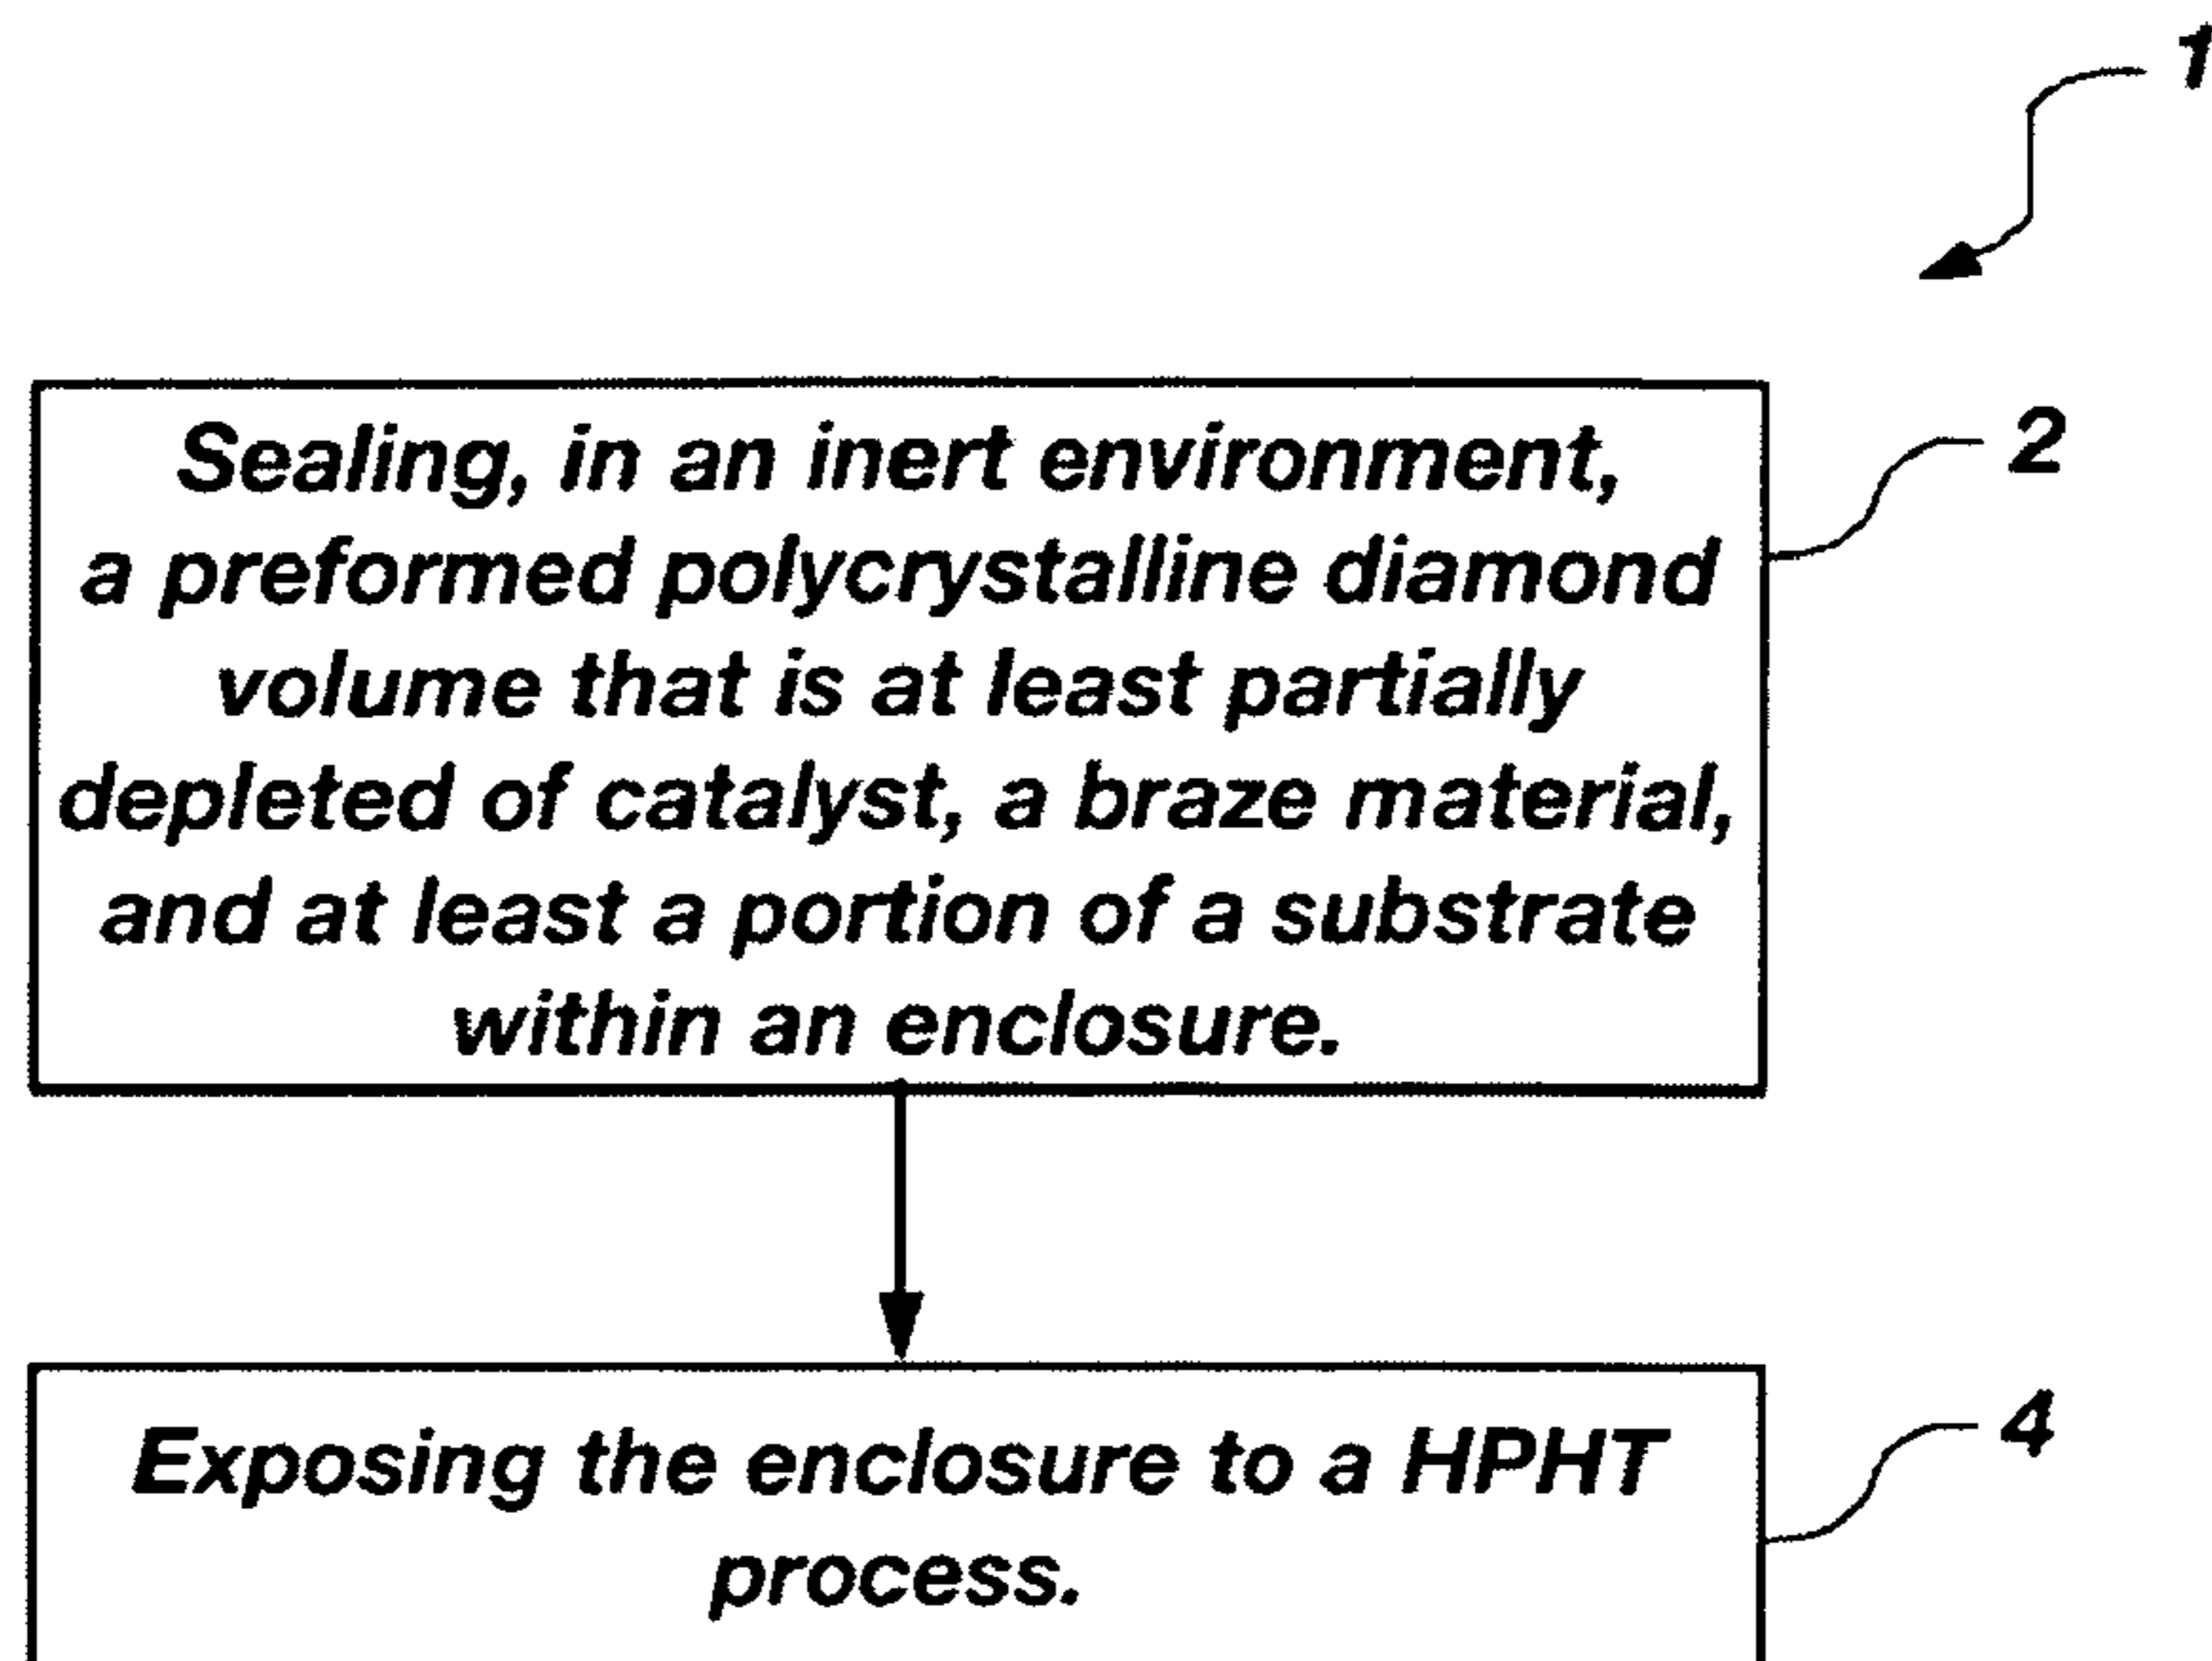 1
Sealing, in an inert environment,
2
a preformed polycrystalline diamond
volume that is at least partially
depleted of catalyst, a braze material,
and at least a portion of a substrate
within an enclosure.
4
Exposing the enclosure to a HPHT
process.